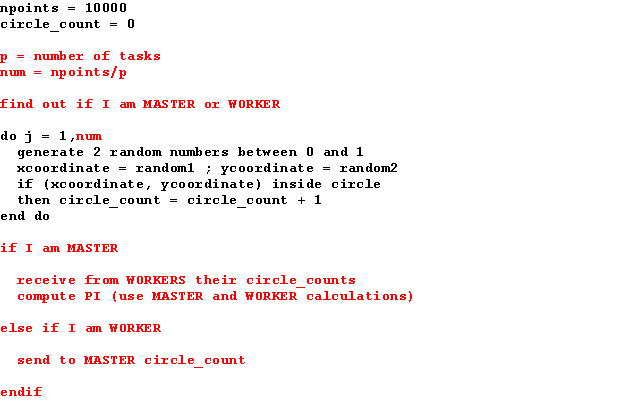 npoints = 10000
circle_count = 0
p = number of tasks
num = npoints/p
find out if I am MASTER or WORKER
do j = 1,num
generate 2 random numbers between 0 and 1
xcoordinate = random1 ; ycoordinate = random2
if (xcoordinate, ycoordinate) inside circle
then circle_count = circle_count + 1
end do
if I am MASTER
receive from WORKERS their circle_counts
compute PI (use MASTER and WORKER calculations)
else if I am WORKER
send to MASTER circle_count
endif